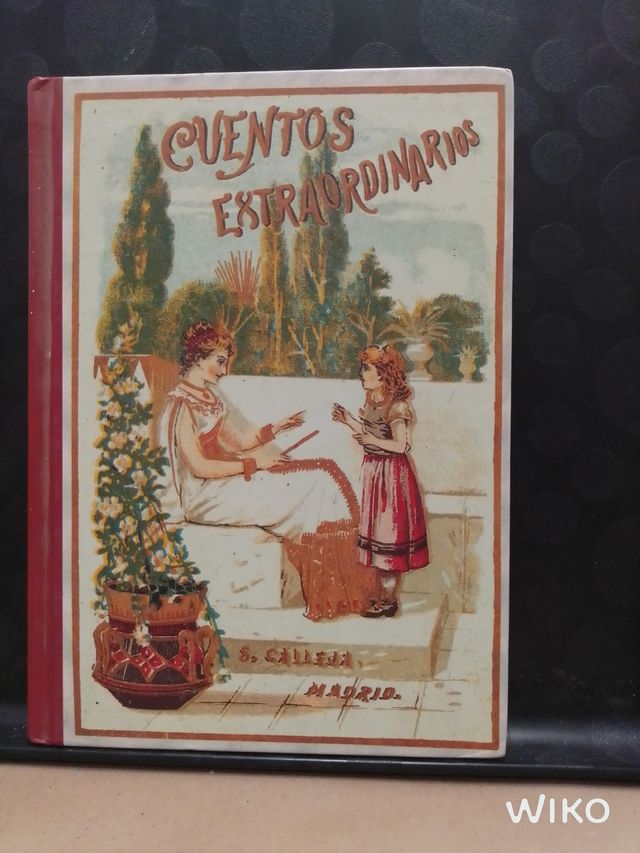 CUENTOS
EXTRAORDINARIOS
S. CALLEJA.
MADRID.
WIKO